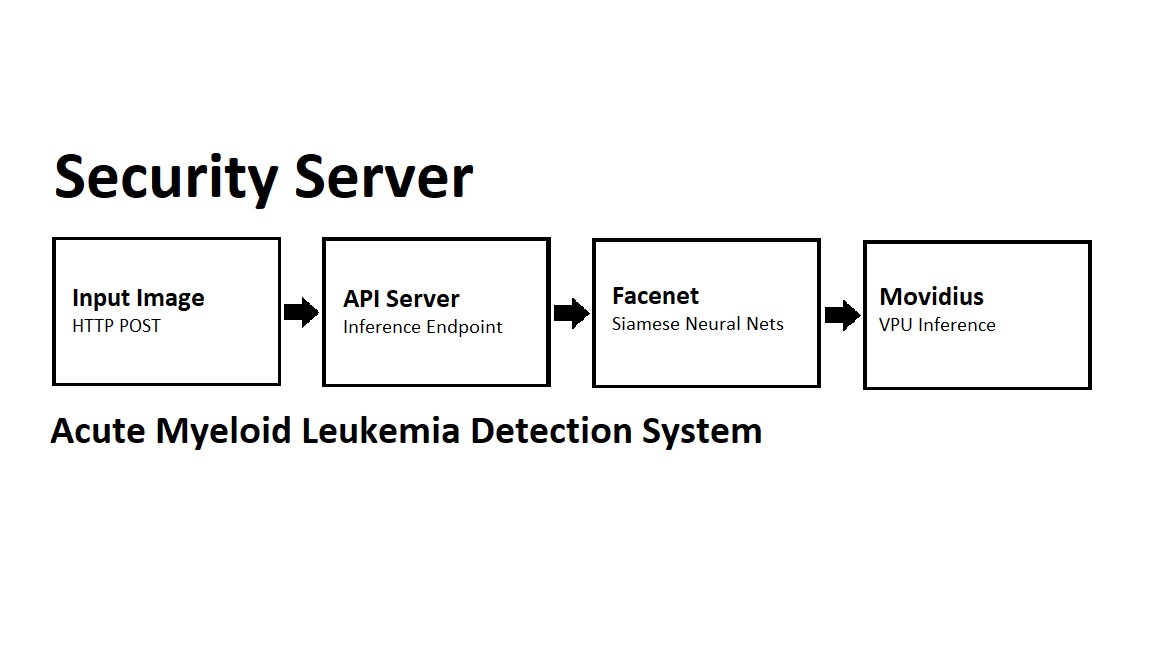 Security Server
Input Image
HTTP POST
API Server
Inference Endpoint
Facenet
Siamese Neural Nets
Movidius
VPU Inference
Acute Myeloid Leukemia Detection System